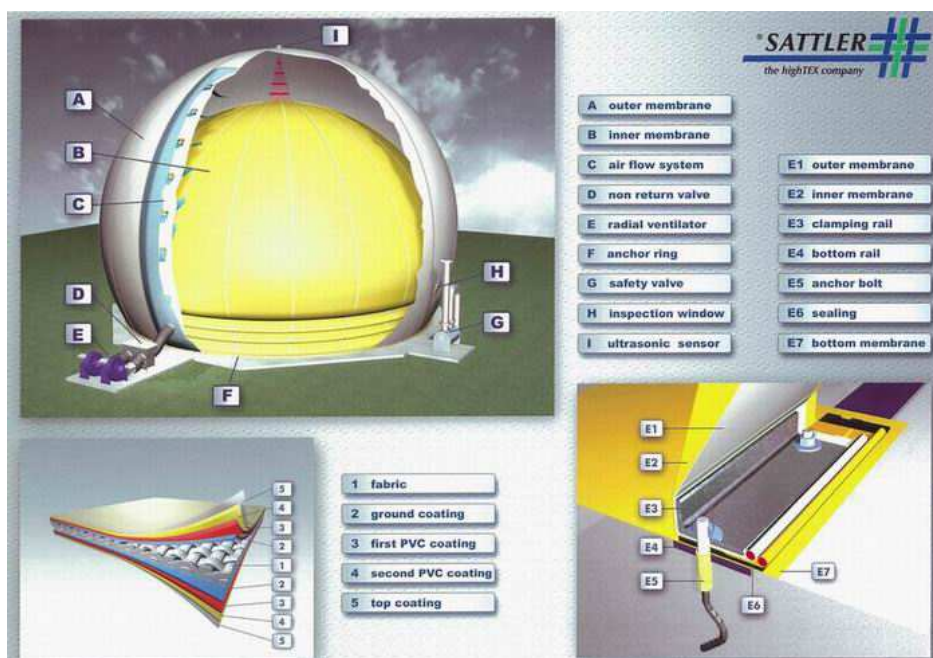 I
A
B
C
D
E
F
G
H
® SATTLER
the highTEX company
A outer membrane
B inner membrane
C air flow system
D non return valve
E radial ventilator
F anchor ring
G safety valve
H inspection window
I ultrasonic sensor
E1 outer membrane
E2 inner membrane
E3 clamping rail
E4 bottom rail
E5 anchor bolt
E6 sealing
E7 bottom membrane
5
4
3
2
1
2
3
4
5
1 fabric
2 ground coating
3 first PVC coating
4 second PVC coating
5 top coating
E1
E2
E3
E4
E5
E6
E7